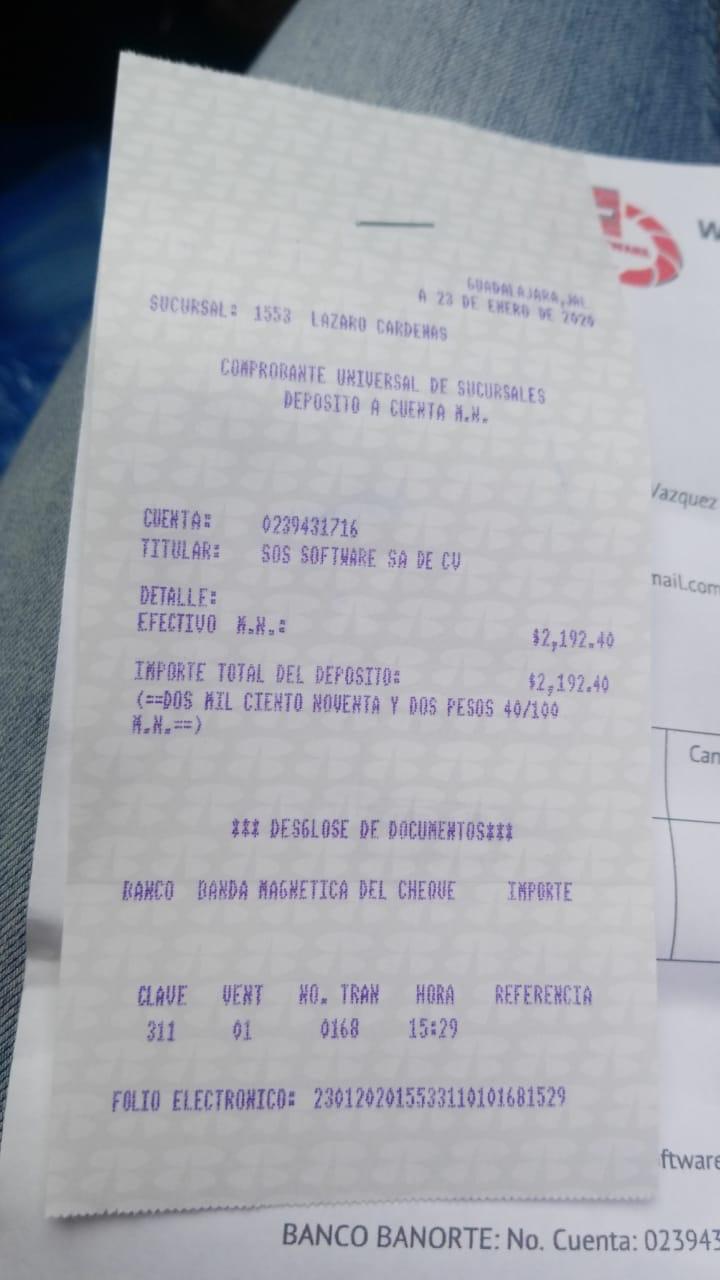 GUADALAJARA,JAL.
A 23 DE ENERO DE 2020
SUCURSAL: 1553 LAZARO CARDENAS
COMPROBANTE UNIVERSAL DE SUCURSALES
DEPOSITO A CUENTA M.N.
CUENTA: 0239431716
TITULAR: SOS SOFTWARE SA DE CV
DETALLE:
EFECTIVO M.N.: $2,192.40
IMPORTE TOTAL DEL DEPOSITO: $2,192.40
(==DOS MIL CIENTO NOVENTA Y DOS PESOS 40/100
M.N.==)
*** DESGLOSE DE DOCUMENTOS***
BANCO BANDA MAGNETICA DEL CHEQUE IMPORTE
CLAVE VENT NO. TRAN HORA REFERENCIA
311 01 0168 15:29
FOLIO ELECTRONICO: 2301202015533110101681529
W
Vazquez
mail.com
Can
ftware
BANCO BANORTE: No. Cuenta: 023943